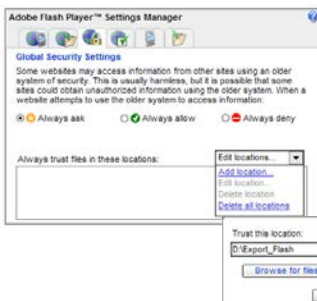 Adobe Flash Player™ Settings Manager
Global Security Settings
Some websites may access information from other sites using an older
system of security. This is usually harmless, but it is possible that some
sites could obtain unauthorized information using the older system. When a
website attempts to use the older system to access information:
Always ask Always allow Always deny
Always trust files in these locations: Edit locations...
Add location...
Edit location...
Delete location
Delete all locations
Trust this location:
D:\Export_Flash
Browse for files